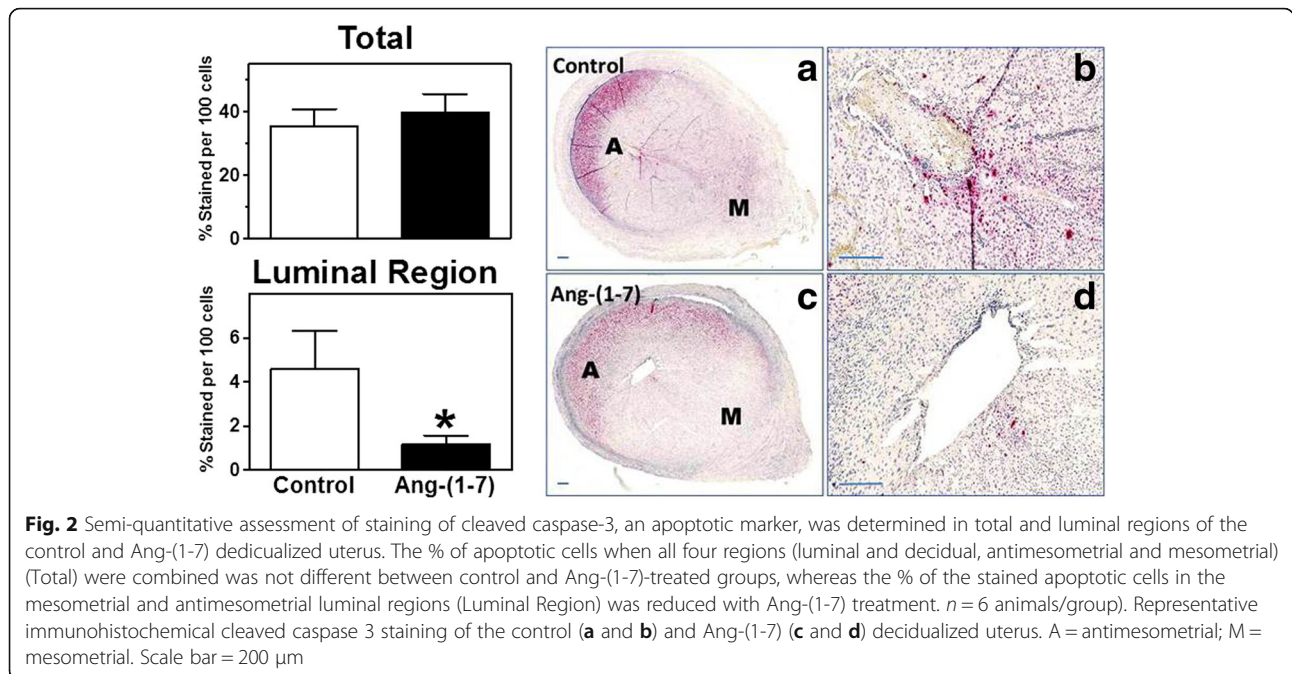 Total
% Stained per 100 cells
40
20
0
Luminal Region
% Stained per 100 cells
6
4
2
0
*
Control
Ang-(1-7)
Control
a
A
M
b
Ang-(1-7)
c
A
M
d
Fig. 2 Semi-quantitative assessment of staining of cleaved caspase-3, an apoptotic marker, was determined in total and luminal regions of the
control and Ang-(1-7) dedicualized uterus. The % of apoptotic cells when all four regions (luminal and decidual, antimesometrial and mesometrial)
(Total) were combined was not different between control and Ang-(1-7)-treated groups, whereas the % of the stained apoptotic cells in the
mesometrial and antimesometrial luminal regions (Luminal Region) was reduced with Ang-(1-7) treatment. n = 6 animals/group). Representative
immunohistochemical cleaved caspase 3 staining of the control (a and b) and Ang-(1-7) (c and d) decidualized uterus. A = antimesometrial; M =
mesometrial. Scale bar = 200 μm